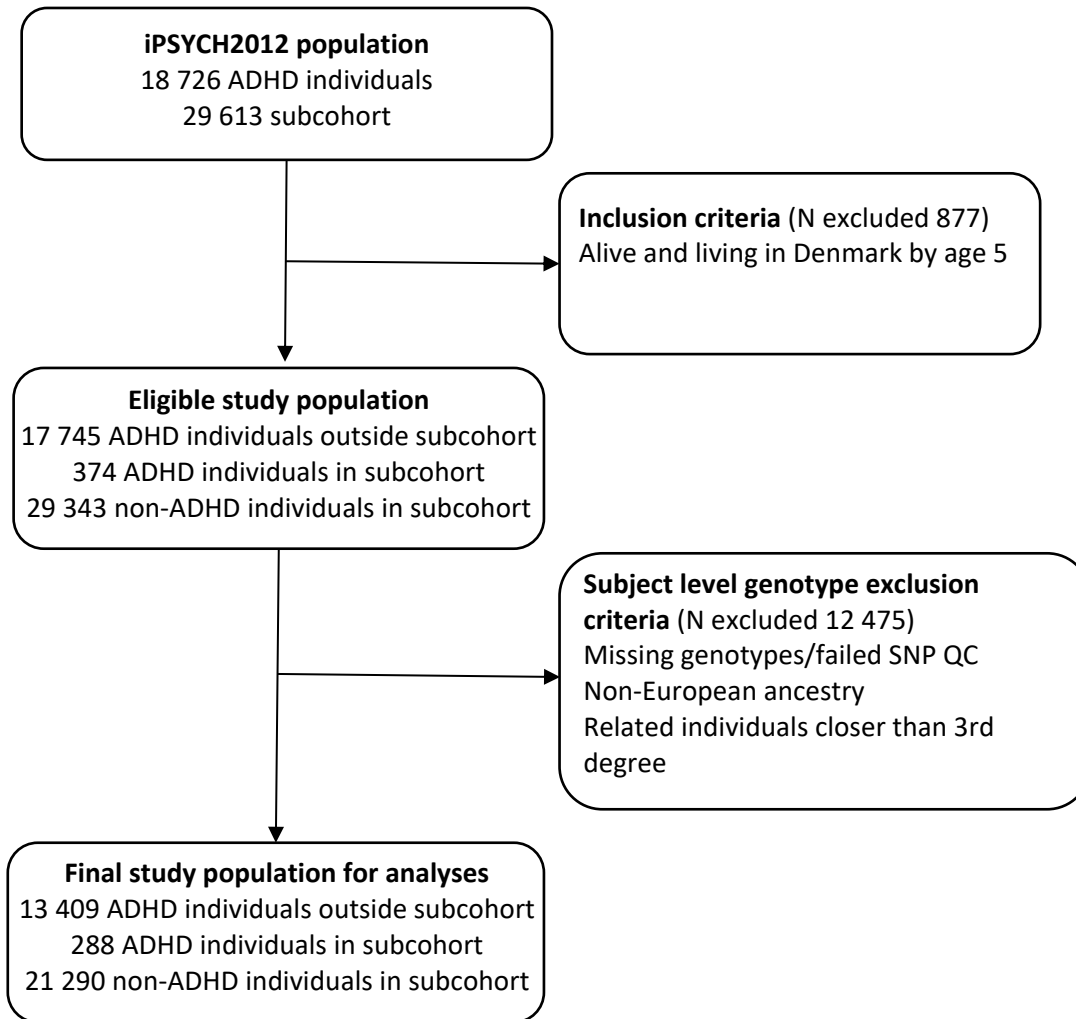 iPSYCH2012 population
18 726 ADHD individuals
29 613 subcohort
Inclusion criteria (N excluded 877)
Alive and living in Denmark by age 5
Eligible study population
17 745 ADHD individuals outside subcohort
374 ADHD individuals in subcohort
29 343 non-ADHD individuals in subcohort
Subject level genotype exclusion
criteria (N excluded 12 475)
Missing genotypes/failed SNP QC
Non-European ancestry
Related individuals closer than 3rd
degree
Final study population for analyses
13 409 ADHD individuals outside subcohort
288 ADHD individuals in subcohort
21 290 non-ADHD individuals in subcohort